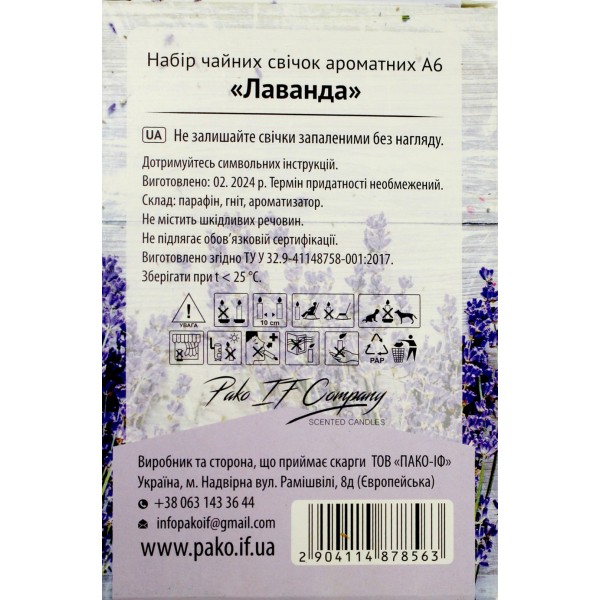 Набір чайних свічок ароматних А6
«Лаванда»
UA Не залишайте свічки запаленими без нагляду.
Дотримуйтесь символьних інструкцій.
Виготовлено: 02. 2024 р. Термін придатності необмежений.
Склад: парафін, гніт, ароматизатор.
Не містить шкідливих речовин.
Не підлягає обов'язковій сертифікації.
Виготовлено згідно ТУ У 32.9-41148758-001:2017.
Зберігати при t < 25 °С.
УВАГА
10 cm
PAP
Pako IF Company
SCENTED CANDLES
Виробник та сторона, що приймає скарги ТОВ «ПАКО-ІФ»
Україна, м. Надвірна вул. Рамішвілі, 8д (Європейська)
+38 063 143 36 44
infopakoif@gmail.com
www.pako.if.ua
2 904114 878563